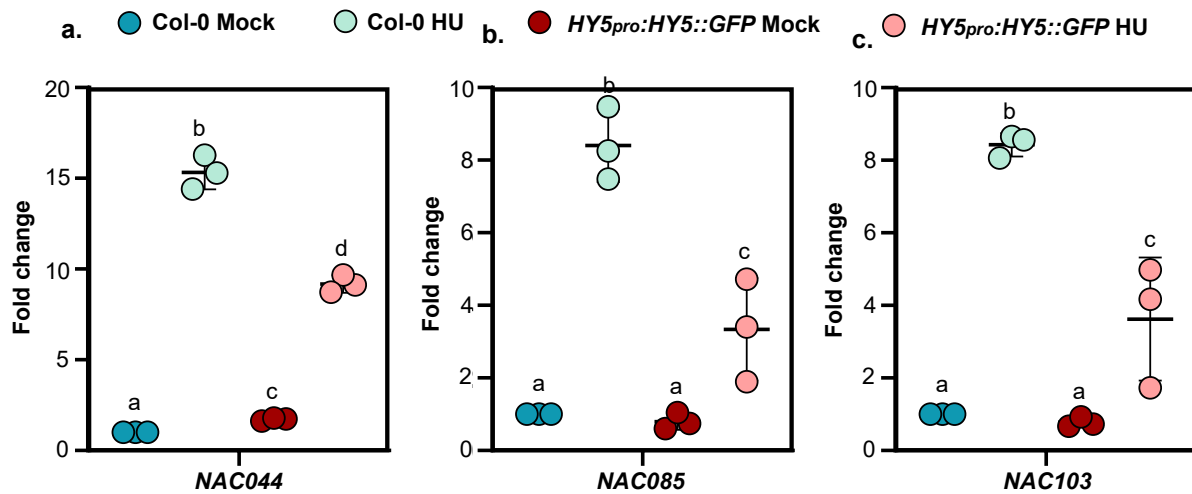 a. Col-0 Mock Col-0 HU b. HY5pro:HY5::GFP Mock c. HY5pro:HY5::GFP HU
Fold change
20
15
10
5
0
a
b
c
d
NAC044
Fold change
10
8
6
4
2
0
a
b
a
c
NAC085
Fold change
10
8
6
4
2
0
a
b
a
c
NAC103